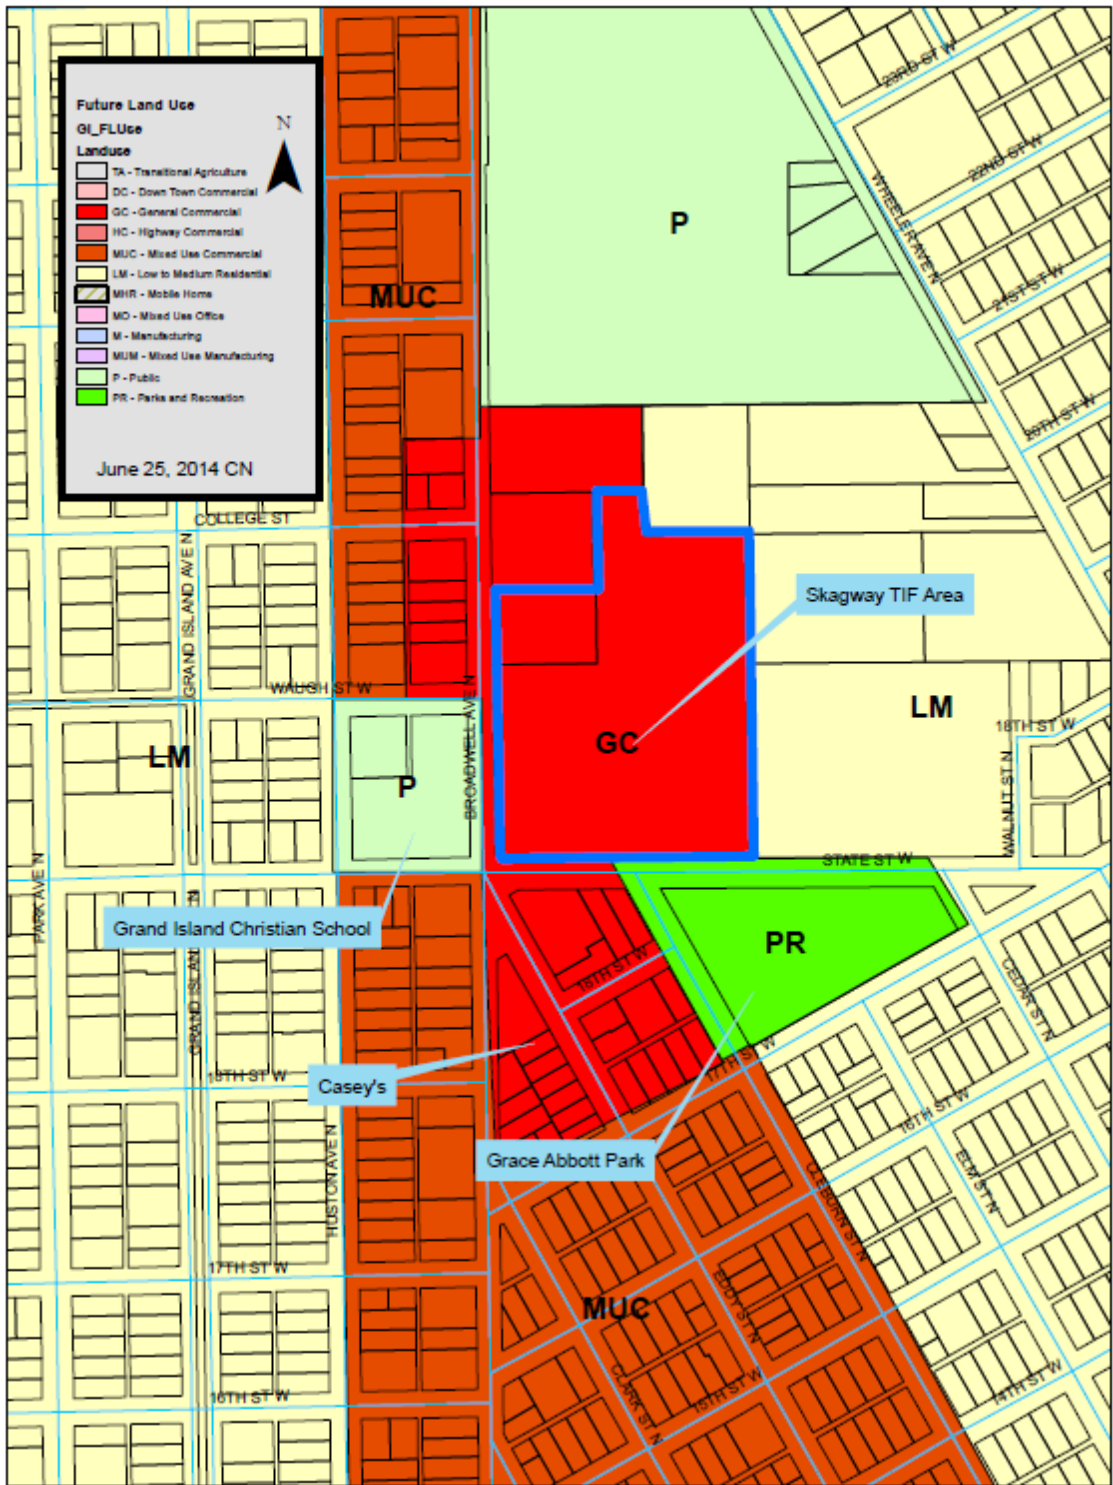 Future Land Use
GI_FLUse
Landuse
N
TA - Transitional Agriculture
DC - Down Town Commercial
GC - General Commercial
HC - Highway Commercial
MUC - Mixed Use Commercial
LM - Low to Medium Residential
MHR - Mobile Home
MO - Mixed Use Office
M - Manufacturing
MUM - Mixed Use Manufacturing
P - Public
PR - Parks and Recreation
June 25, 2014 CN
23RD ST W
22ND ST W
WHEELER AVE N
P
21ST ST W
MUC
20TH ST W
COLLEGE ST
GRAND ISLAND AVE N
Skagway TIF Area
WAUGH ST W
BROADWELL AVE N
LM
18TH ST W
GC
LM
P
WALNUT ST N
STATE ST W
PARK AVE N
Grand Island Christian School
PR
18TH ST W
CEDAR ST N
18TH ST W
Casey's
17TH ST W
16TH ST W
HUSTON AVE N
Grace Abbott Park
ELM ST N
CLEBURN ST N
17TH ST W
EDDY ST N
MUC
16TH ST W
CLARK ST N
15TH ST W
14TH ST W